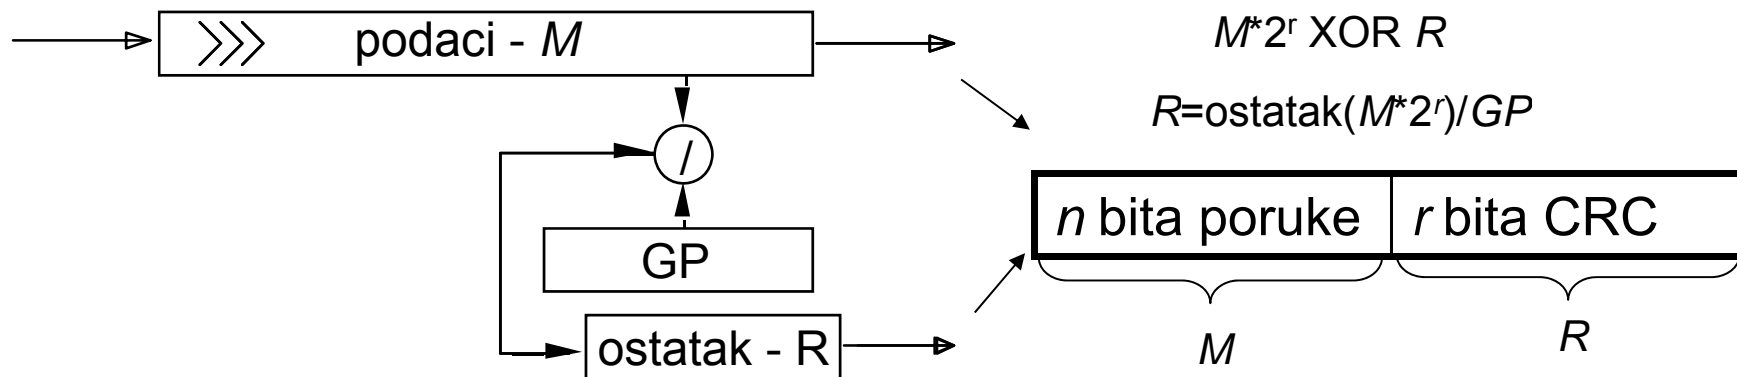 >>> podaci - M
/
GP
ostatak - R
M*2ʳ XOR R
R=ostatak(M*2ʳ)/GP
n bita poruke r bita CRC
M R